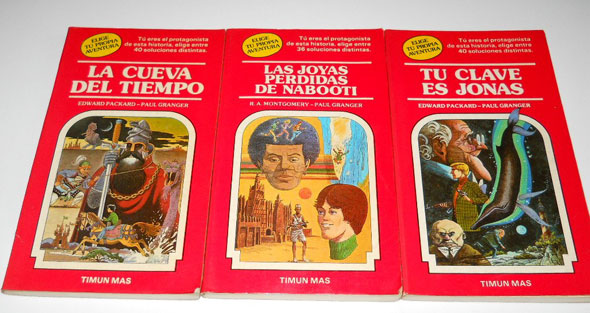 ELIGE
TU PROPIA
AVENTURA
Tú eres el protagonista
de esta historia, elige entre
40 soluciones distintas.
LA CUEVA
DEL TIEMPO
EDWARD PACKARD - PAUL GRANGER
TIMUN MAS
ELIGE
TU PROPIA
AVENTURA
Tú eres el protagonista
de esta historia, elige entre
36 soluciones distintas.
LAS JOYAS
PERDIDAS
DE NABOOTI
R. A. MONTGOMERY - PAUL GRANGER
TIMUN MAS
ELIGE
TU PROPIA
AVENTURA
Tú eres el protagonista
de esta historia, elige entre
40 soluciones distintas.
TU CLAVE
ES JONAS
EDWARD PACKARD - PAUL GRANGER
TIMUN MAS